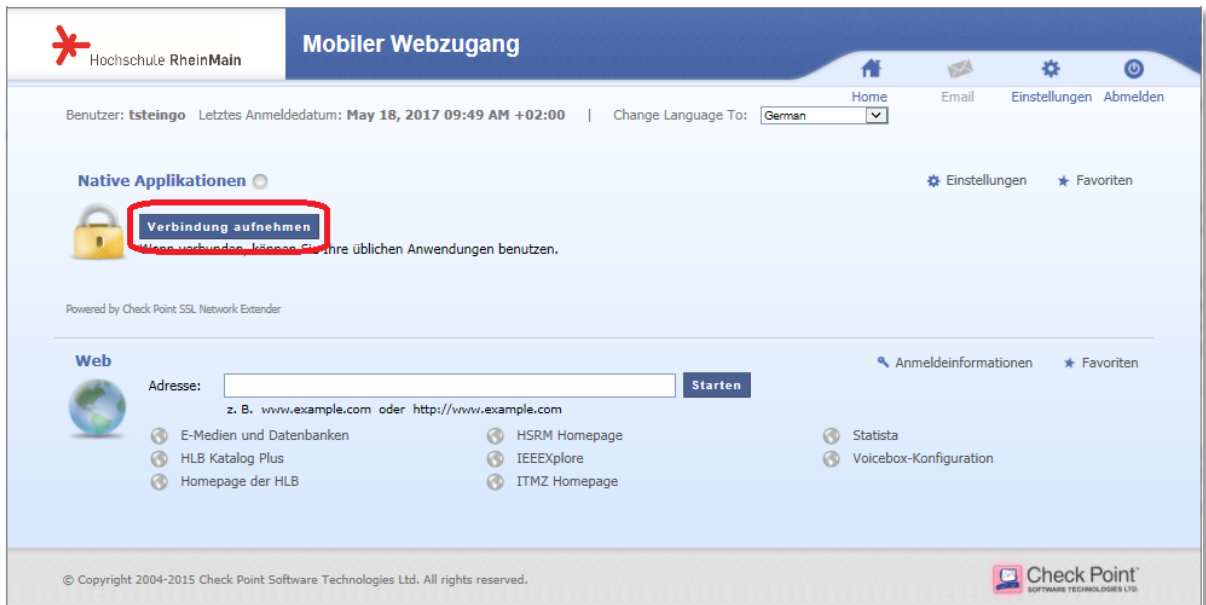 Hochschule RheinMain
Mobiler Webzugang
Home Email Einstellungen Abmelden
Benutzer: tsteingo Letztes Anmeldedatum: May 18, 2017 09:49 AM +02:00 | Change Language To: German
Native Applikationen Einstellungen Favoriten
Verbindung aufnehmen
Wenn verbunden, können Sie Ihre üblichen Anwendungen benutzen.
Powered by Check Point SSL Network Extender
Web Anmeldeinformationen Favoriten
Adresse: Starten
z. B. www.example.com oder http://www.example.com
E-Medien und Datenbanken HSRM Homepage Statista
HLB Katalog Plus IEEEXplore Voicebox-Konfiguration
Homepage der HLB ITMZ Homepage
© Copyright 2004-2015 Check Point Software Technologies Ltd. All rights reserved.
Check Point
SOFTWARE TECHNOLOGIES LTD.